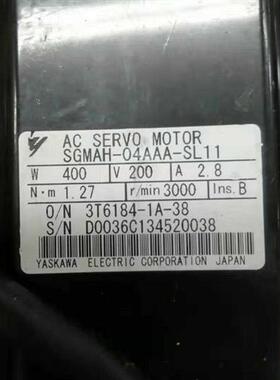 AC SERVO MOTOR
SGMAH-04AAA-SL11
W 400 V 200 A 2.8
N·m 1.27 r/min 3000 Ins. B
O/N 3T6184-1A-38
S/N D0036C134520038
YASKAWA ELECTRIC CORPORATION JAPAN